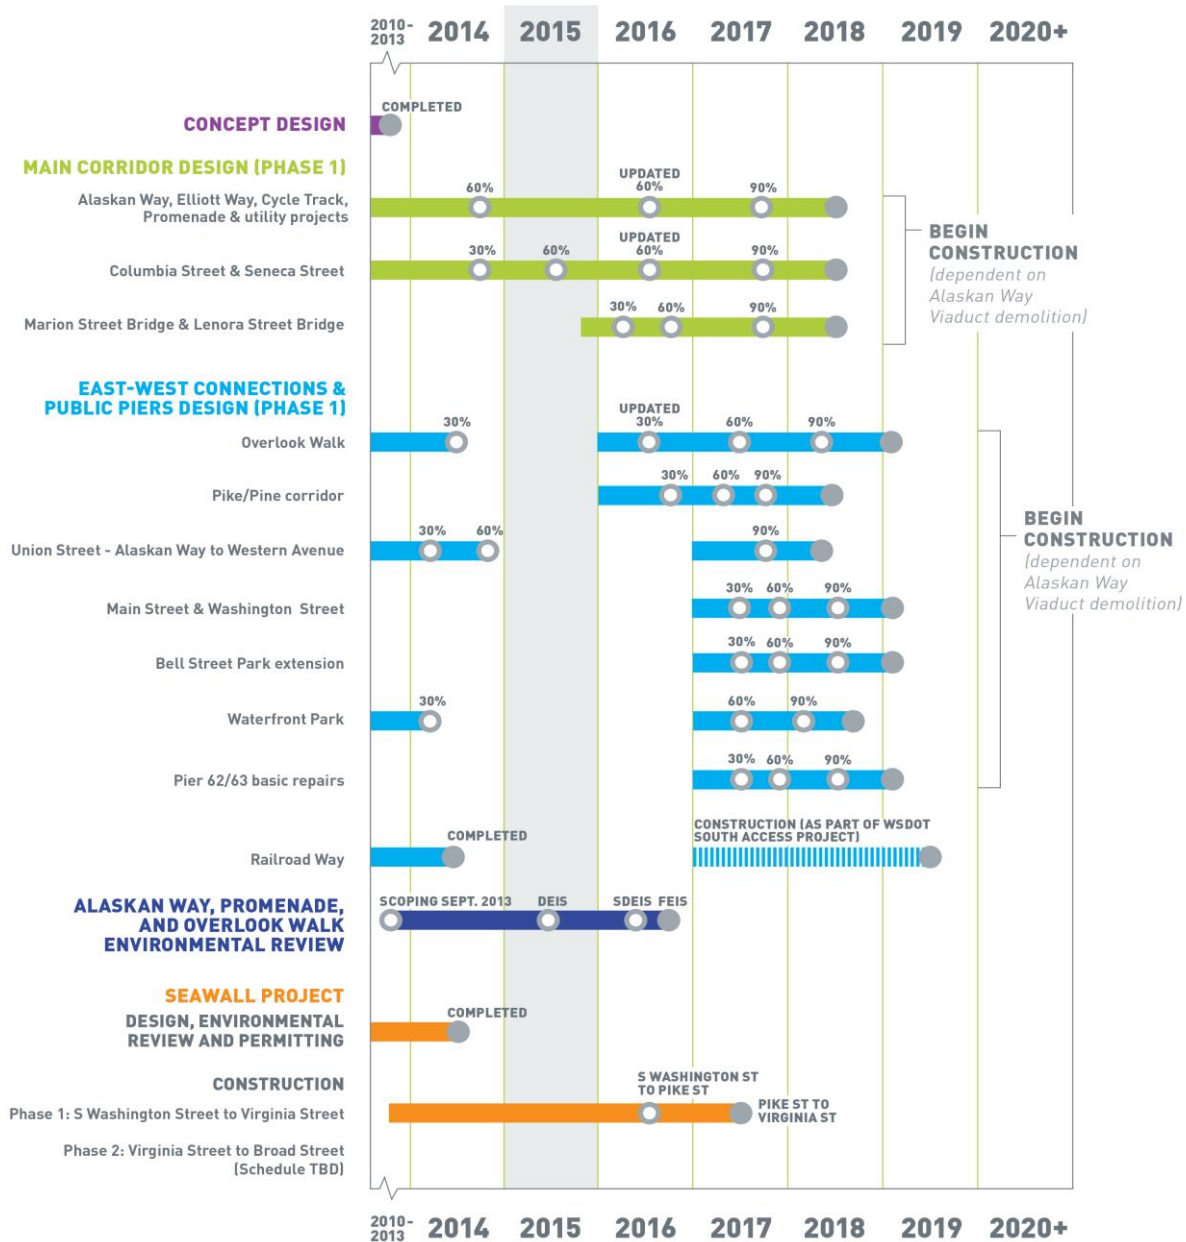 2010-
2013 2014 2015 2016 2017 2018 2019 2020+
COMPLETED
CONCEPT DESIGN
MAIN CORRIDOR DESIGN (PHASE 1)
UPDATED
60% 60% 90%
Alaskan Way, Elliott Way, Cycle Track,
Promenade & utility projects
UPDATED
30% 60% 60% 90%
Columbia Street & Seneca Street
30% 60% 90%
Marion Street Bridge & Lenora Street Bridge
BEGIN
CONSTRUCTION
(dependent on
Alaskan Way
Viaduct demolition)
EAST-WEST CONNECTIONS &
PUBLIC PIERS DESIGN (PHASE 1)
UPDATED
30% 30% 60% 90%
Overlook Walk
30% 60% 90%
Pike/Pine corridor
30% 60% 90%
Union Street - Alaskan Way to Western Avenue
30% 60% 90%
Main Street & Washington Street
30% 60% 90%
Bell Street Park extension
30% 60% 90%
Waterfront Park
30% 60% 90%
Pier 62/63 basic repairs
BEGIN
CONSTRUCTION
(dependent on
Alaskan Way
Viaduct demolition)
COMPLETED
CONSTRUCTION (AS PART OF WSDOT
SOUTH ACCESS PROJECT)
Railroad Way
SCOPING SEPT. 2013 DEIS SDEIS FEIS
ALASKAN WAY, PROMENADE,
AND OVERLOOK WALK
ENVIRONMENTAL REVIEW
SEAWALL PROJECT
COMPLETED
DESIGN, ENVIRONMENTAL
REVIEW AND PERMITTING
CONSTRUCTION
S WASHINGTON ST
TO PIKE ST
Phase 1: S Washington Street to Virginia Street
PIKE ST TO
VIRGINIA ST
Phase 2: Virginia Street to Broad Street
(Schedule TBD)
2010-
2013 2014 2015 2016 2017 2018 2019 2020+